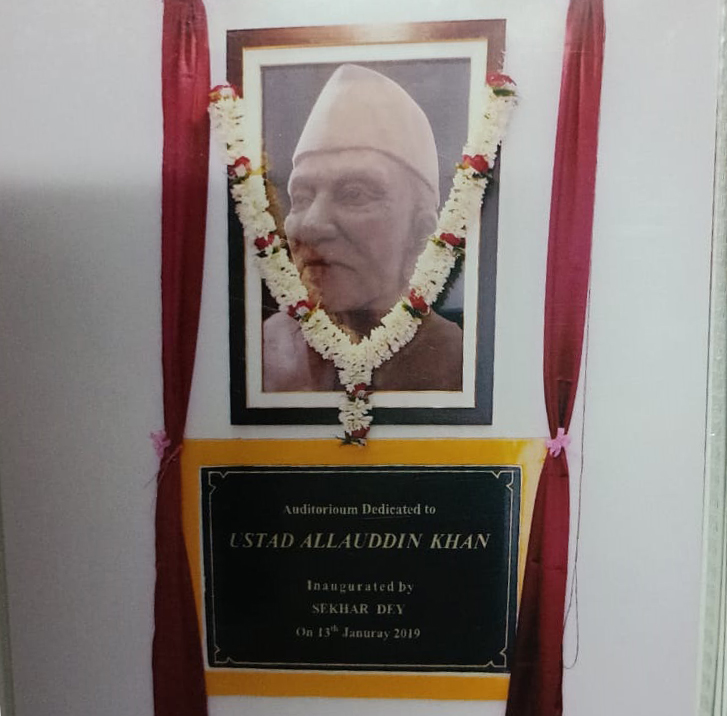 Auditorioum Dedicated to
USTAD ALLAUDDIN KHAN
Inaugurated by
SEKHAR DEY
On 13th Januray 2019